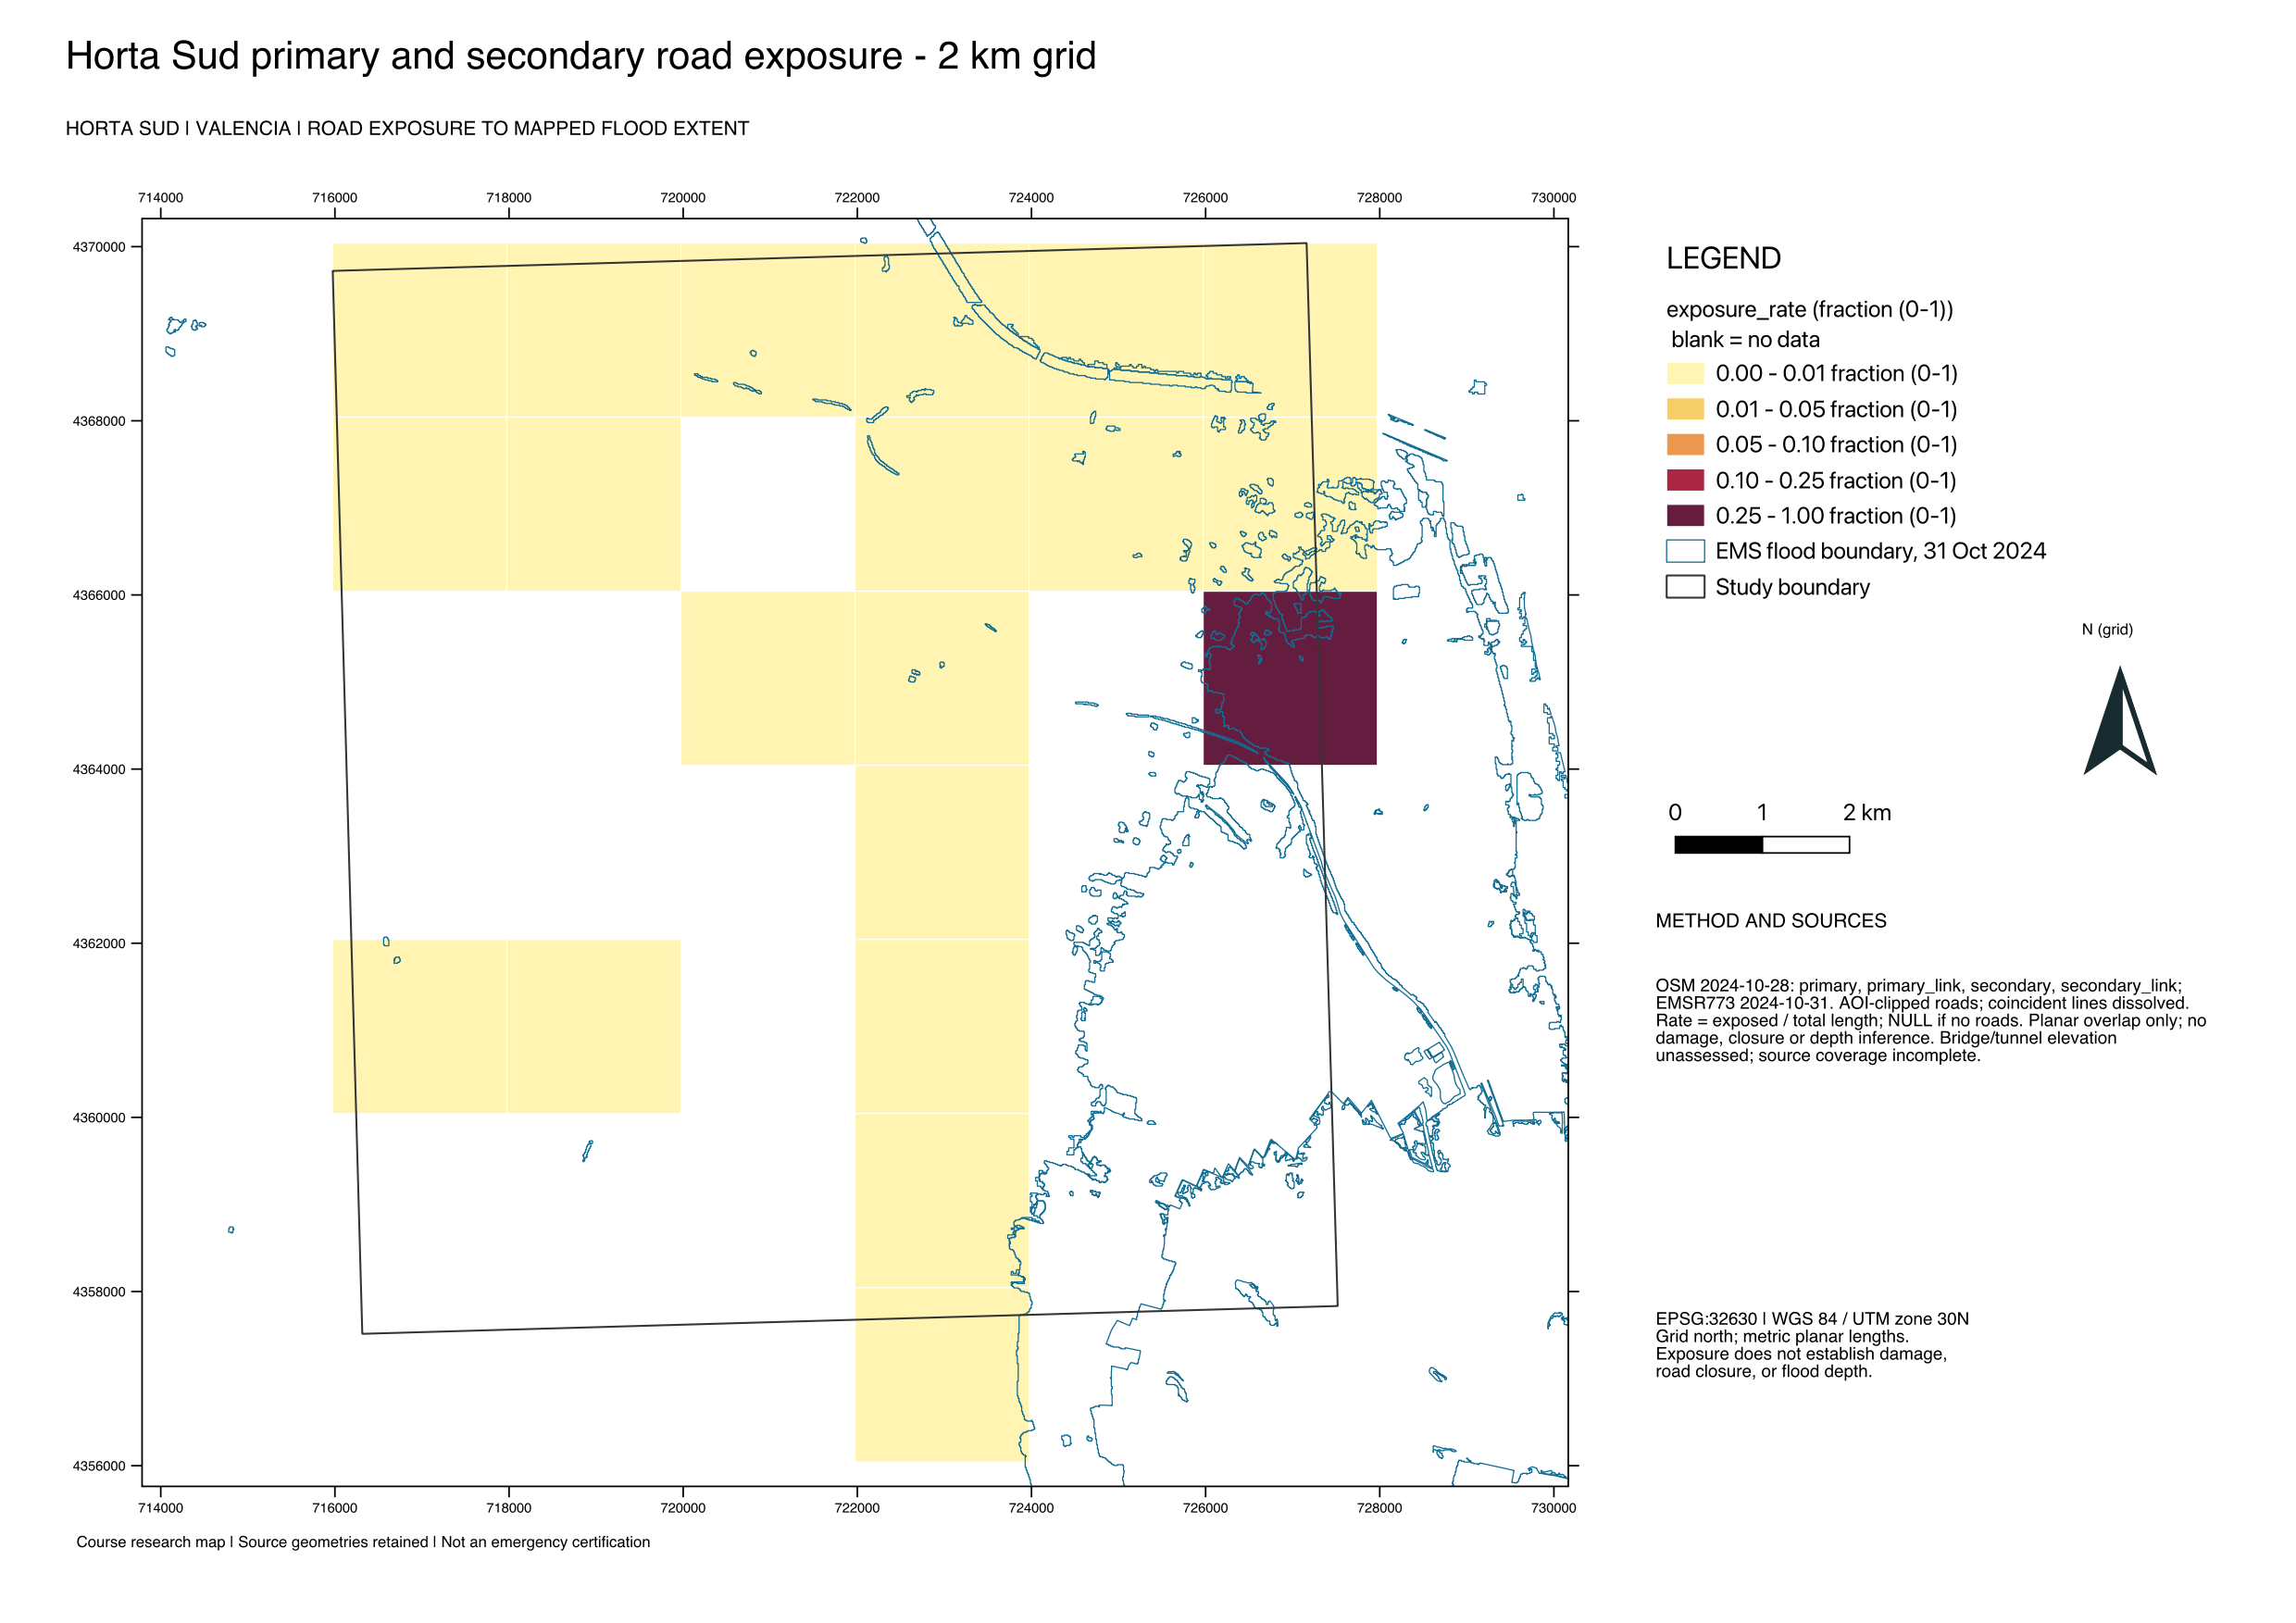 Horta Sud primary and secondary road exposure - 2 km grid
HORTA SUD | VALENCIA | ROAD EXPOSURE TO MAPPED FLOOD EXTENT
714000 716000 718000 720000 722000 724000 726000 728000 730000
4370000
4368000
4366000
4364000
4362000
4360000
4358000
4356000
714000 716000 718000 720000 722000 724000 726000 728000 730000
Course research map | Source geometries retained | Not an emergency certification
LEGEND
exposure_rate (fraction (0-1))
blank = no data
0.00 - 0.01 fraction (0-1)
0.01 - 0.05 fraction (0-1)
0.05 - 0.10 fraction (0-1)
0.10 - 0.25 fraction (0-1)
0.25 - 1.00 fraction (0-1)
EMS flood boundary, 31 Oct 2024
Study boundary
N (grid)
0 1 2 km
METHOD AND SOURCES
OSM 2024-10-28: primary, primary_link, secondary, secondary_link;
EMSR773 2024-10-31. AOI-clipped roads; coincident lines dissolved.
Rate = exposed / total length; NULL if no roads. Planar overlap only; no
damage, closure or depth inference. Bridge/tunnel elevation
unassessed; source coverage incomplete.
EPSG:32630 | WGS 84 / UTM zone 30N
Grid north; metric planar lengths.
Exposure does not establish damage,
road closure, or flood depth.